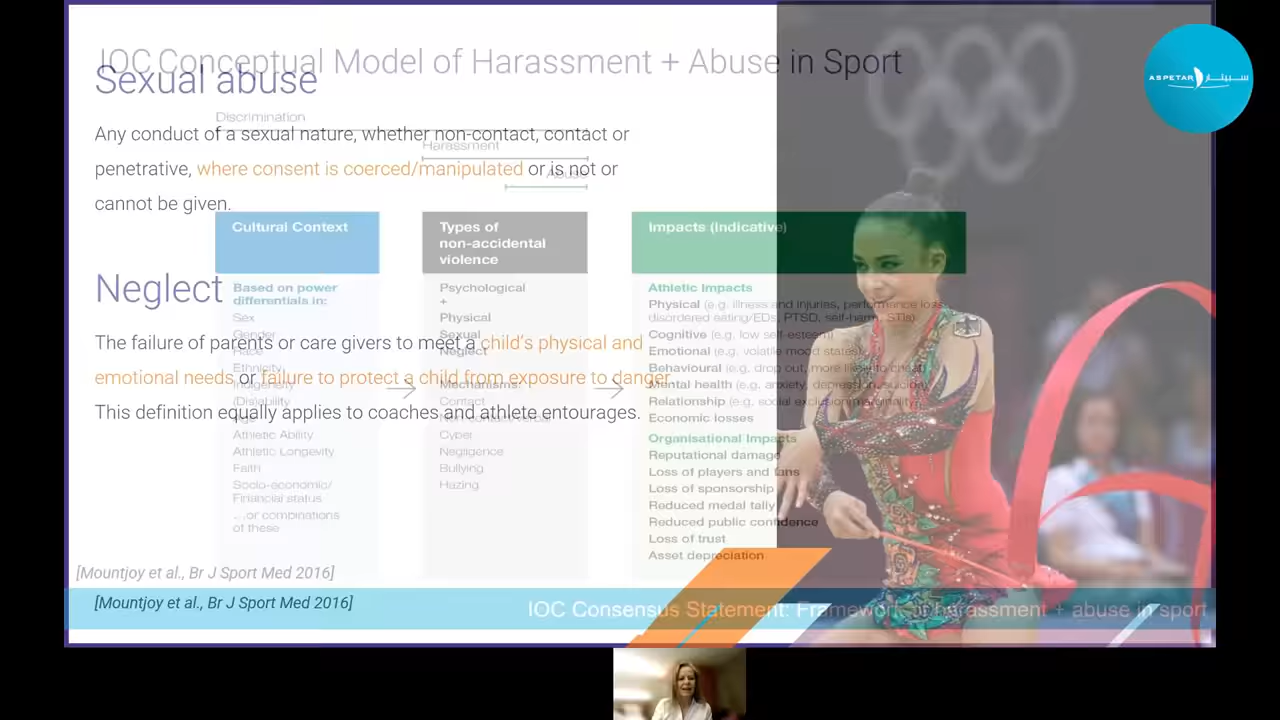 IOC Conceptual Model of Harassment + Abuse in Sport
Sexual abuse
Any conduct of a sexual nature, whether non-contact, contact or
penetrative, where consent is coerced/manipulated or is not or
cannot be given.
Neglect
The failure of parents or care givers to meet a child's physical and
emotional needs or failure to protect a child from exposure to danger
This definition equally applies to coaches and athlete entourages.
[Mountjoy et al., Br J Sport Med 2016]
Discrimination
Harassment
Abuse
Cultural Context
Based on power
differentials in:
Sex
Gender
Race
Ethnicity
Indigeneity
(Dis)ability
Age
Athletic Ability
Athletic Longevity
Faith
Socio-economic/
Financial status
...or combinations
of these
Types of
non-accidental
violence
Psychological
+
Physical
Sexual
Neglect
Mechanisms:
Contact
Cyber
Negligence
Bullying
Hazing
Impacts (Indicative)
Athletic Impacts
Physical (e.g. illness and injuries, performance loss,
disordered eating/EDs, PTSD, self-harm, STIs)
Cognitive (e.g. low self-esteem)
Emotional (e.g. volatile mood states)
Behavioural (e.g. drop out, more likely to cheat)
Mental health (e.g. anxiety, depression, suicide)
Relationship (e.g. social exclusion/marginality)
Economic losses
Organisational Impacts
Reputational damage
Loss of players and fans
Loss of sponsorship
Reduced medal tally
Reduced public confidence
Loss of trust
Asset depreciation
[Mountjoy et al., Br J Sport Med 2016]
IOC Consensus Statement: Framework of harassment + abuse in sport
ASPETAR سبيتار